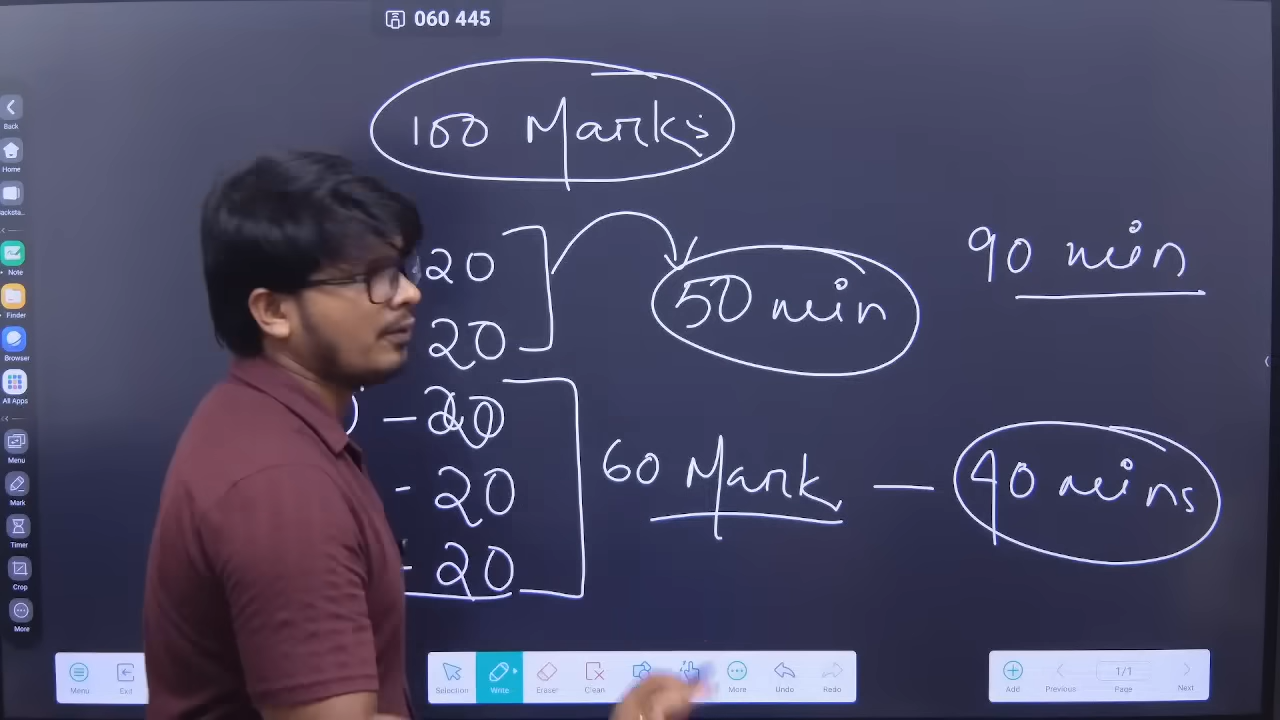 060 445
100 Marks
20
20
- 20
- 20
- 20
50 min
90 min
60 Mark - 40 mins
Back
Home
Note
Finder
Browser
All Apps
Menu
Mark
Timer
Crop
More
Menu
Exit
Selection
Write
Eraser
Clean
More
Undo
Redo
Add
Previous
1/1
Page
Next